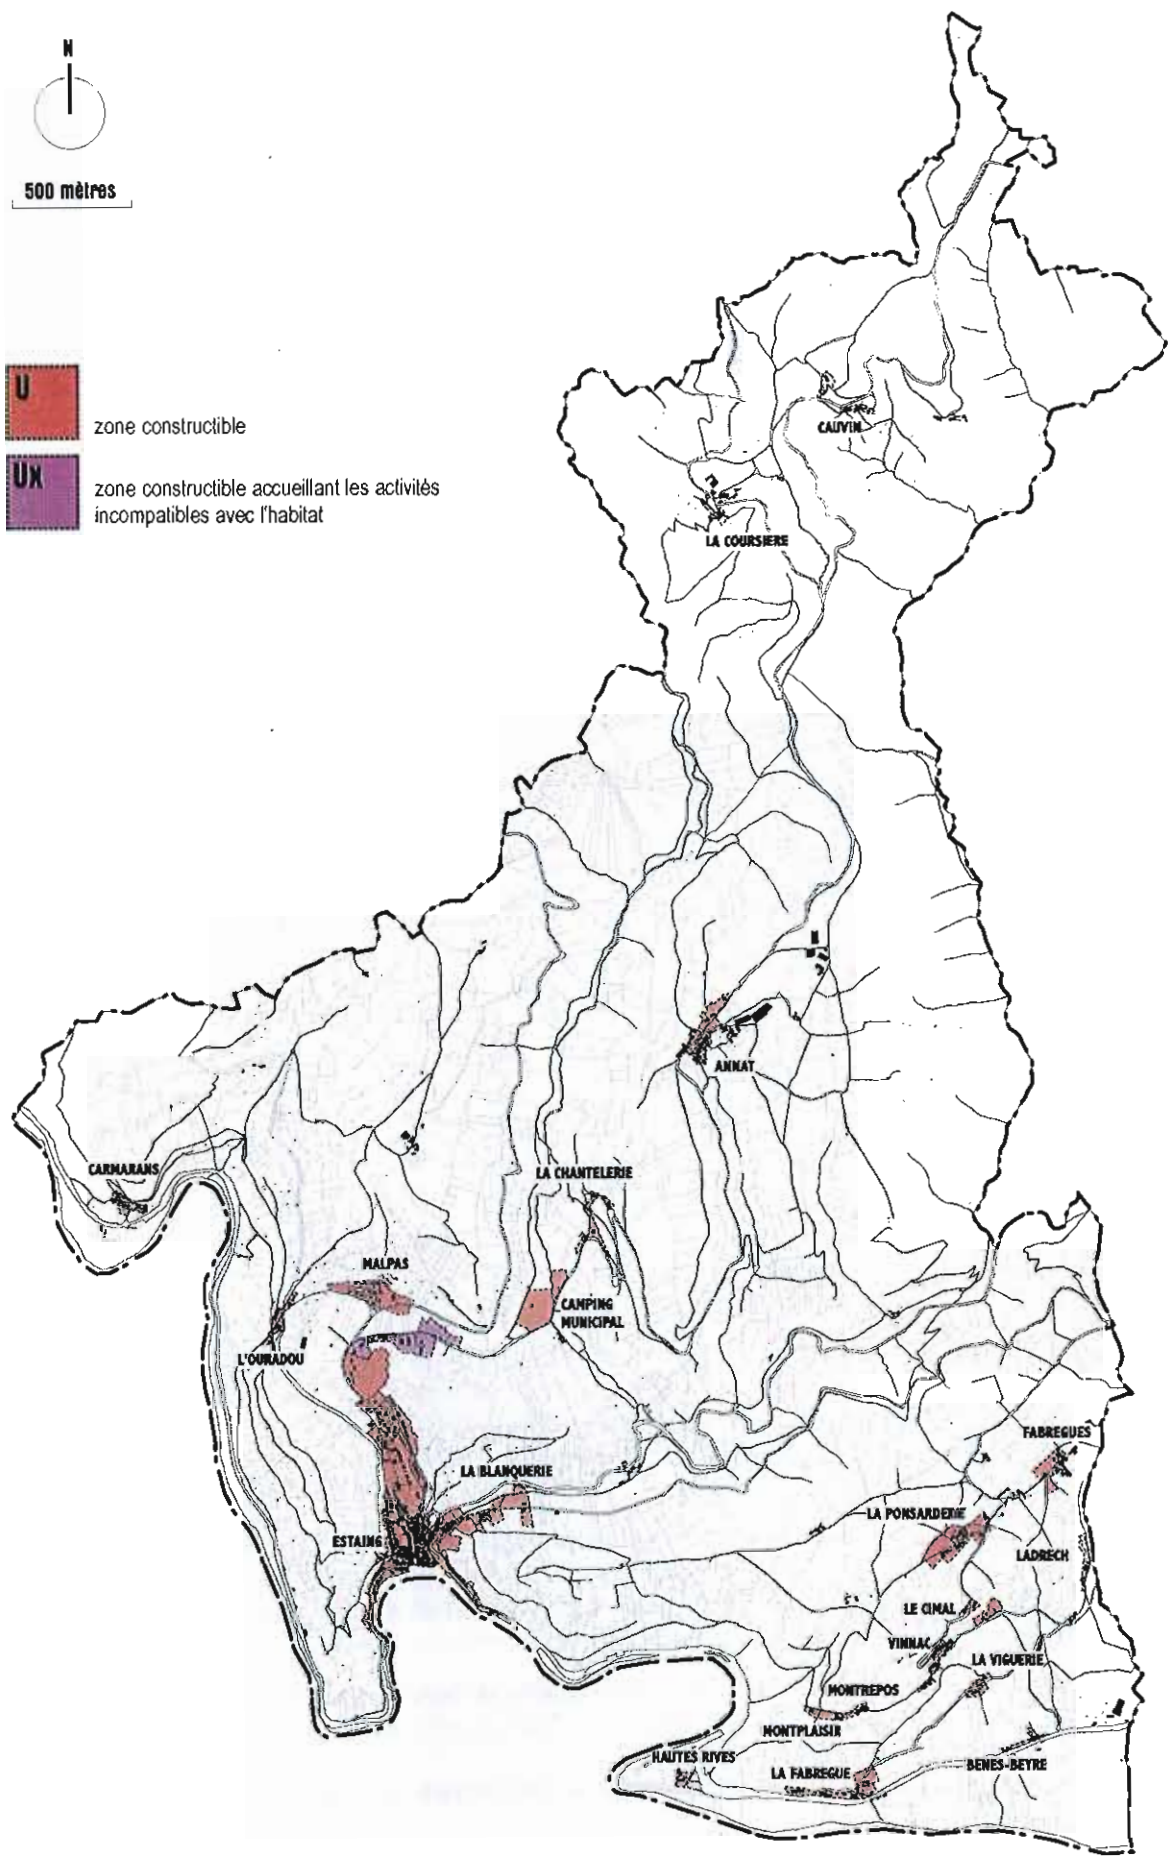 N
500 mètres
U
zone constructible
Ux
zone constructible accueillant les activités
incompatibles avec l'habitat
CAUVIN
LA COURSIERE
ANNAT
CARMARANS
LA CHANTELERIE
MALPAS
CAMPING
MUNICIPAL
L'OURADOU
FABREGUES
LA BLANQUERIE
LA PONSARDERIE
ESTAING
LADRECH
LE CIMAL
VINNAC
LA VIGUERIE
MONTREPOS
MONTPLAISIR
HAUTES RIVES
LA FABREGUE
BENES-BEYRE